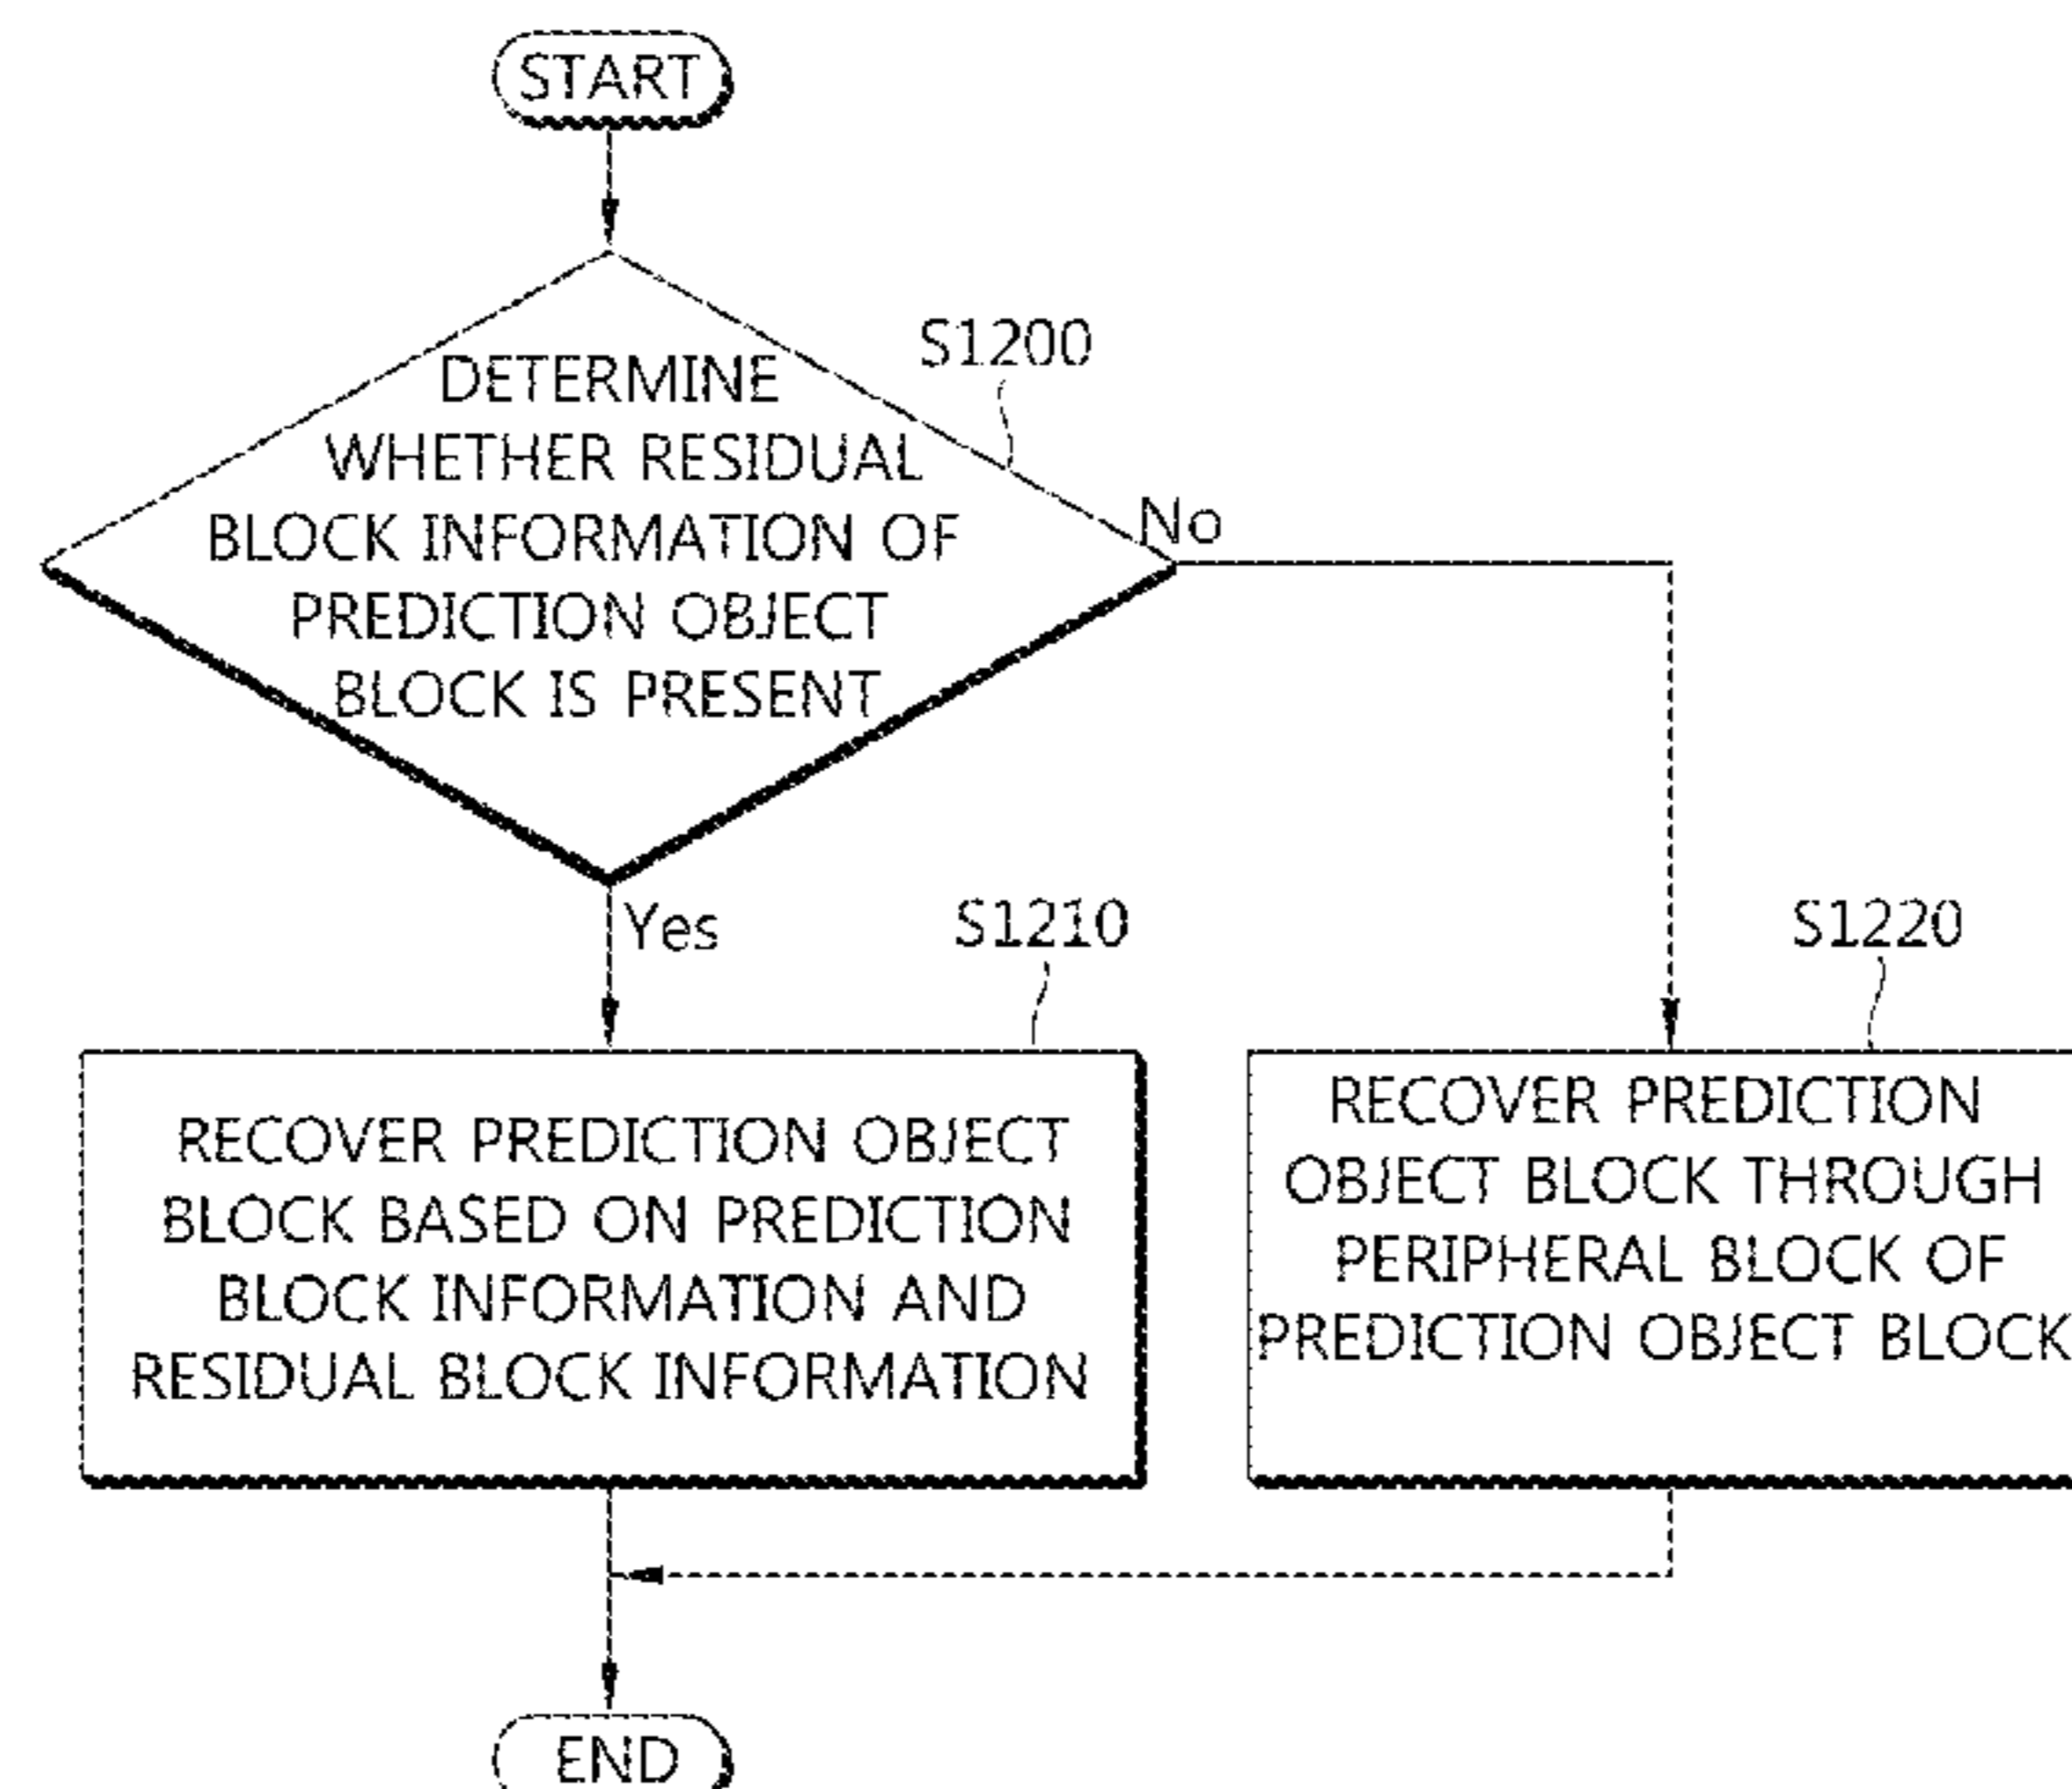 START
S1200
DETERMINE
WHETHER RESIDUAL
BLOCK INFORMATION OF
PREDICTION OBJECT
BLOCK IS PRESENT
No
Yes
S1210
RECOVER PREDICTION OBJECT
BLOCK BASED ON PREDICTION
BLOCK INFORMATION AND
RESIDUAL BLOCK INFORMATION
S1220
RECOVER PREDICTION
OBJECT BLOCK THROUGH
PERIPHERAL BLOCK OF
PREDICTION OBJECT BLOCK
END